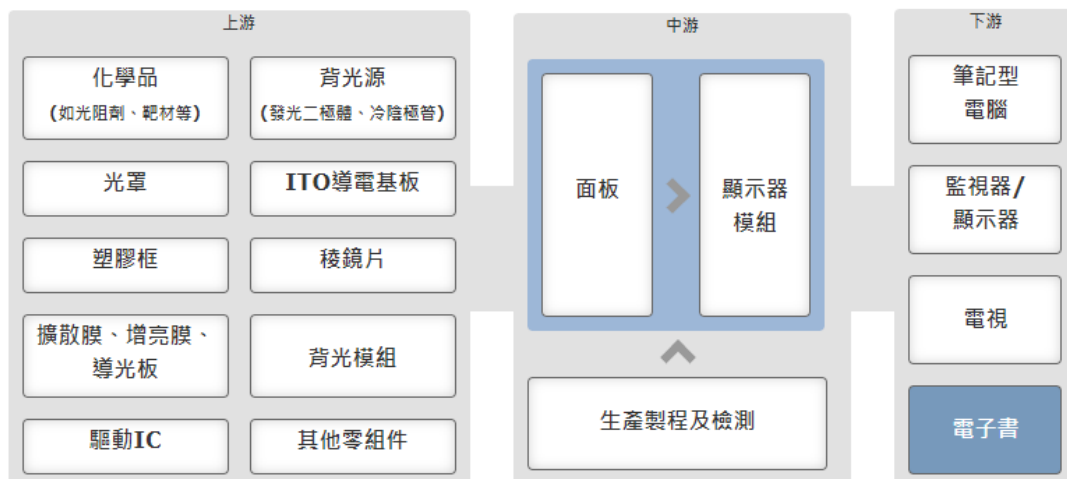 上游
化學品
(如光阻劑、靶材等)
背光源
(發光二極體、冷陰極管)
光罩
ITO導電基板
塑膠框
稜鏡片
擴散膜、增亮膜、
導光板
背光模組
驅動IC
其他零組件
中游
面板
顯示器
模組
生產製程及檢測
下游
筆記型
電腦
監視器/
顯示器
電視
電子書